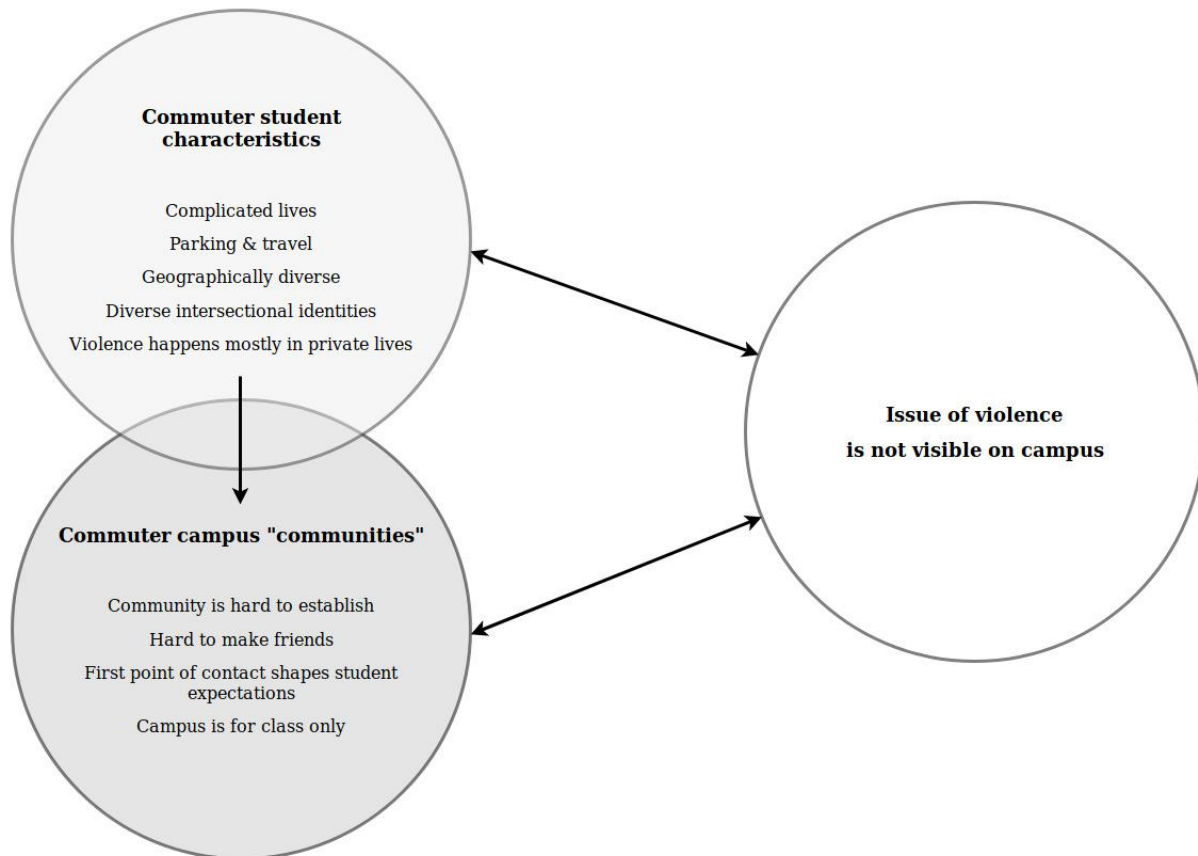 Commuter student
characteristics
Complicated lives
Parking & travel
Geographically diverse
Diverse intersectional identities
Violence happens mostly in private lives
Commuter campus "communities"
Community is hard to establish
Hard to make friends
First point of contact shapes student
expectations
Campus is for class only
Issue of violence
is not visible on campus